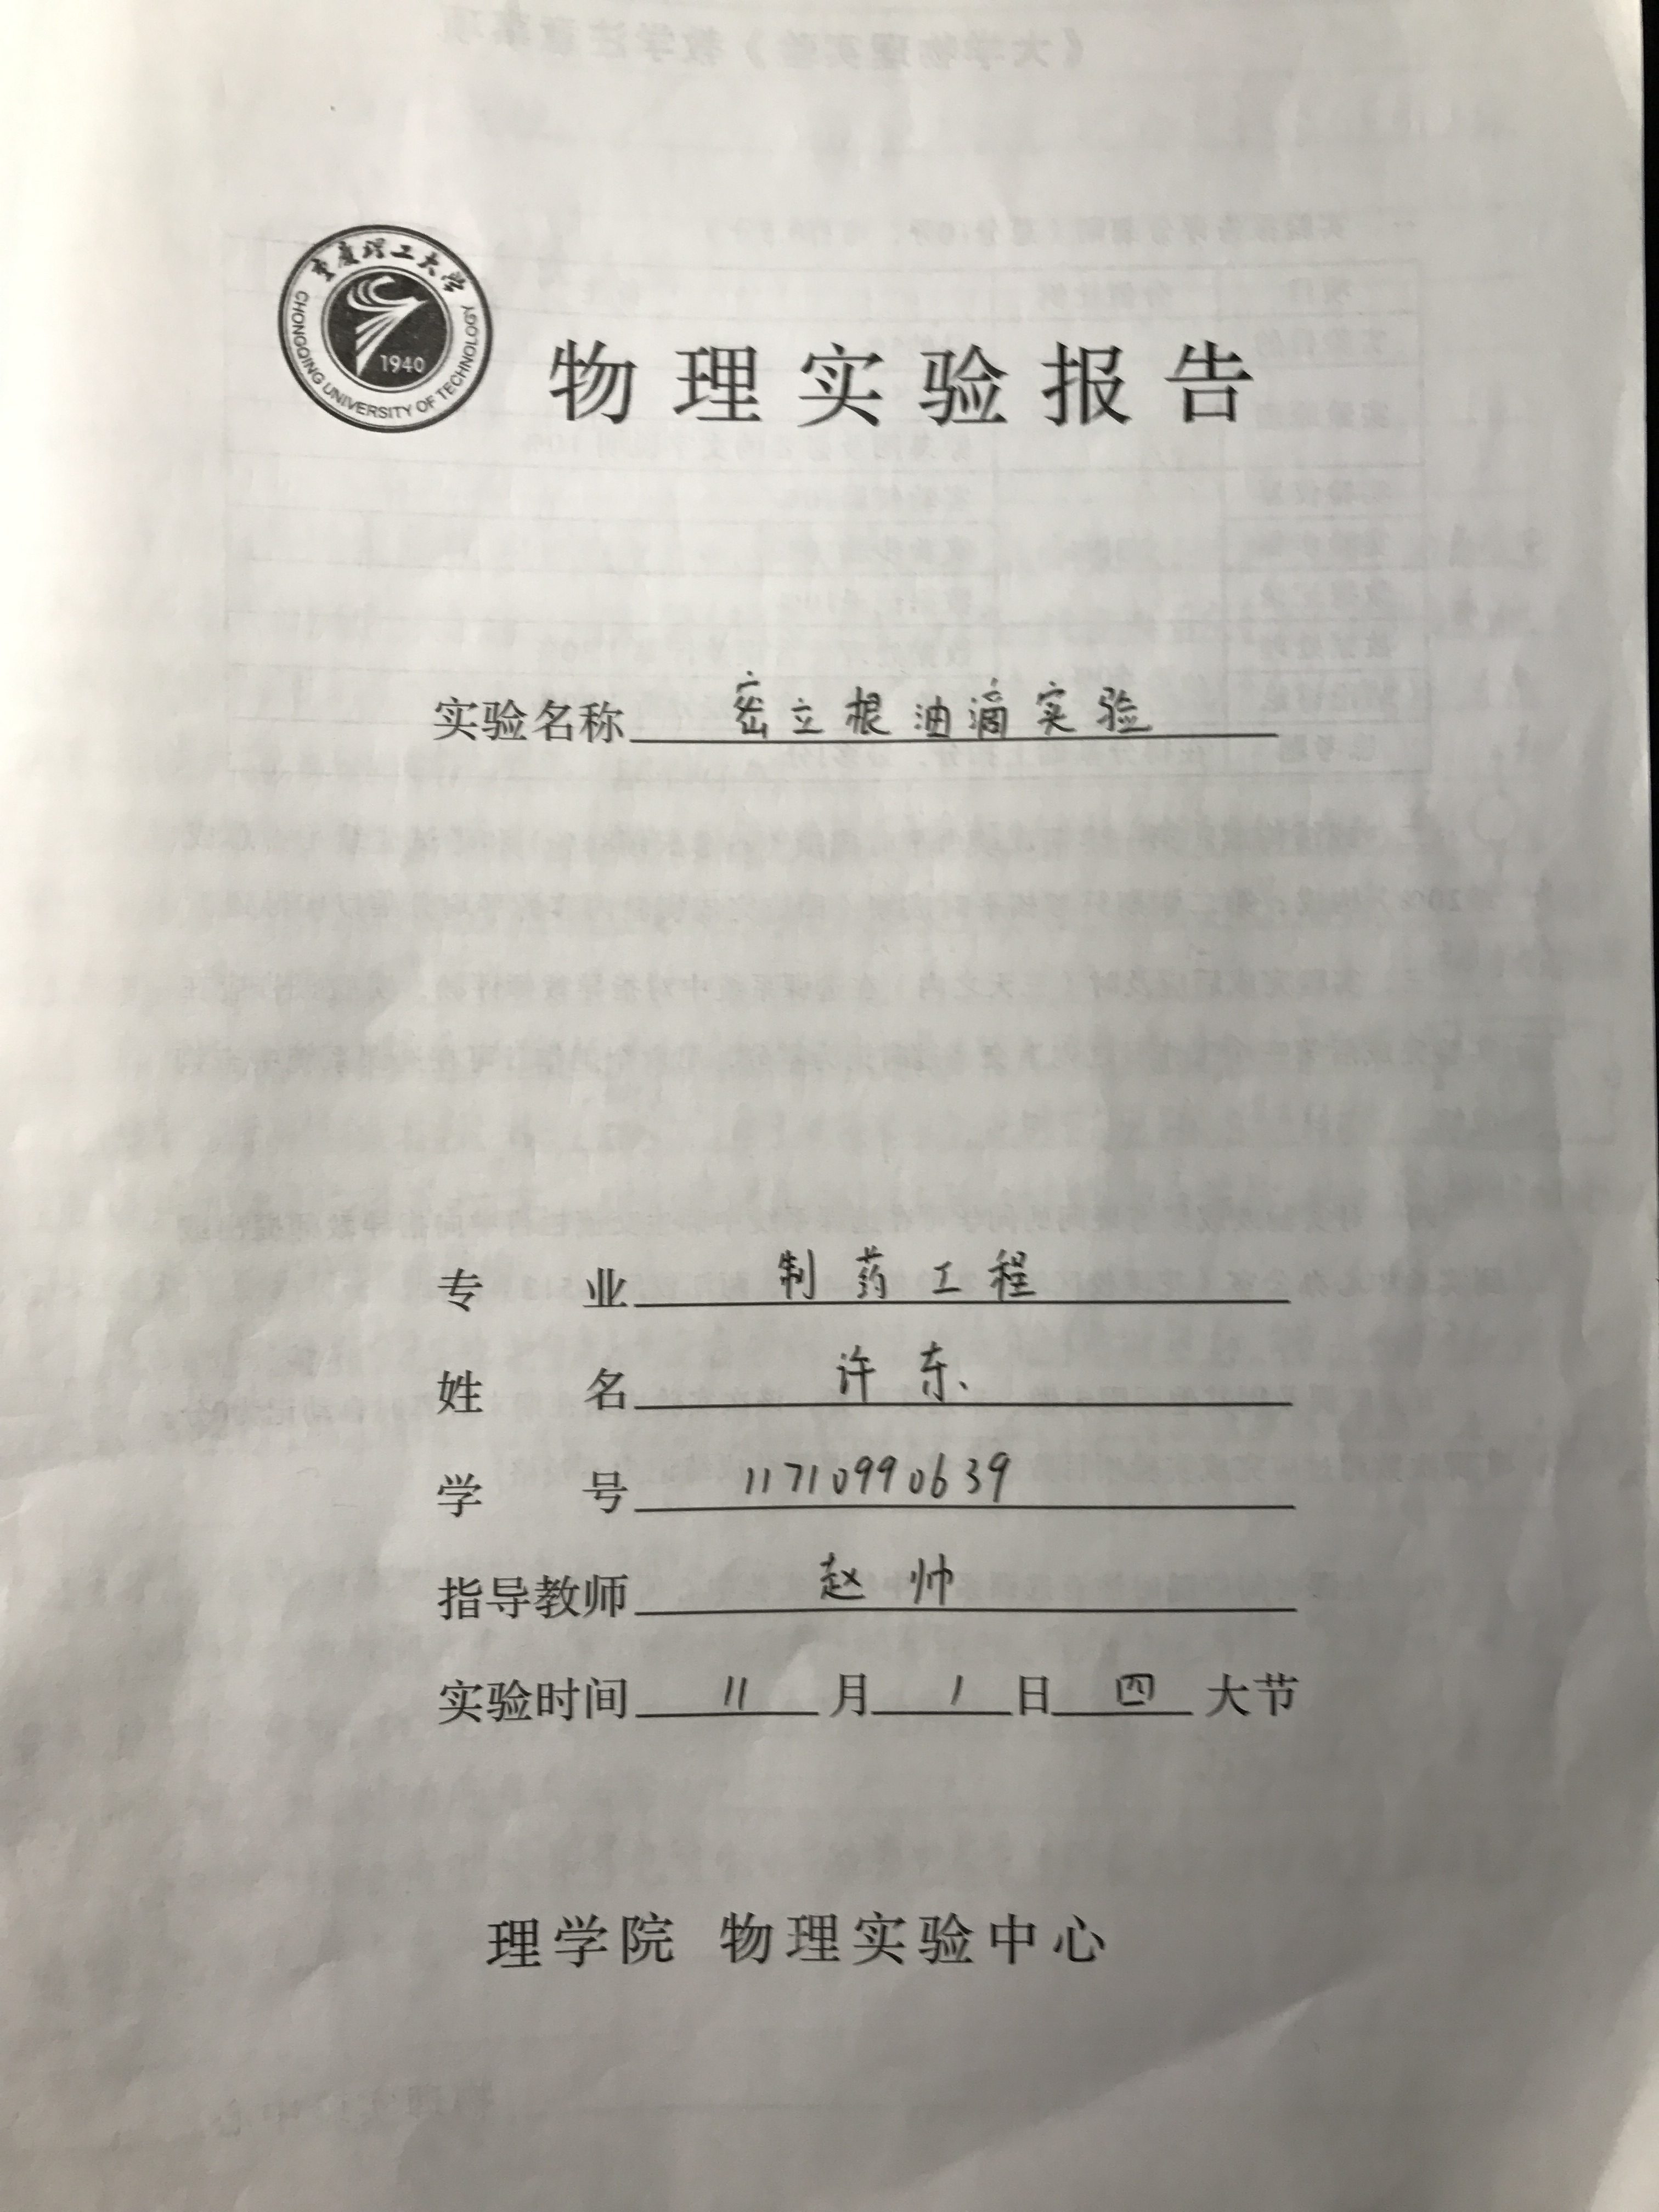 重庆理工大学
CHONGQING UNIVERSITY OF TECHNOLOGY
1940
物理实验报告
实验名称 密立根油滴实验
专 业 制药工程
姓 名 许东
学 号 11710990639
指导教师 赵帅
实验时间 11 月 1 日 四 大节
理学院 物理实验中心